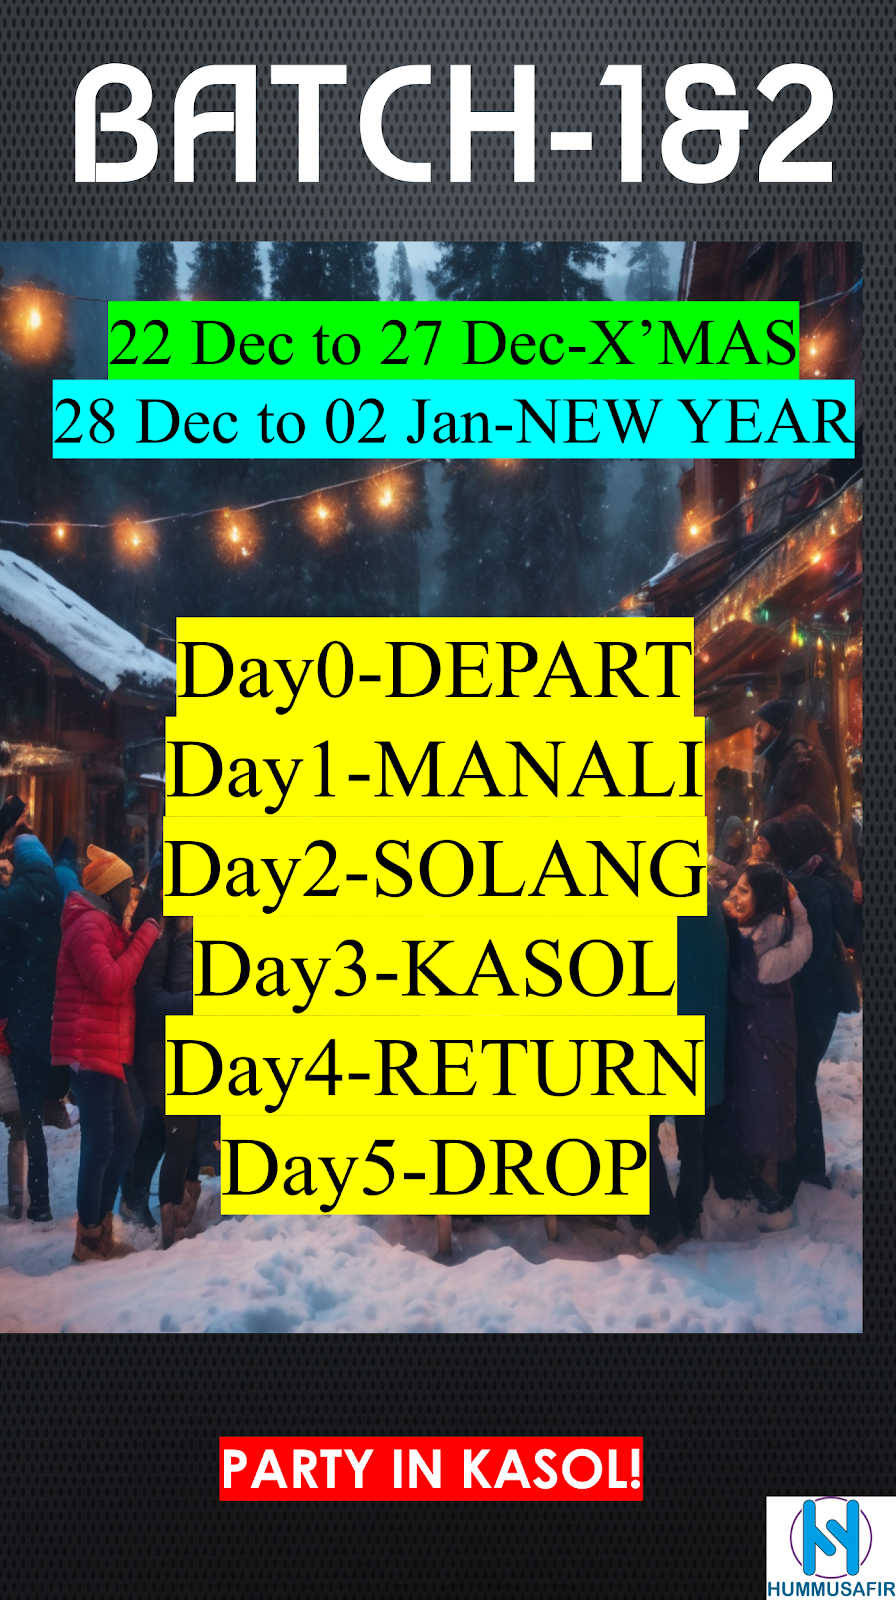 BATCH-1&2
22 Dec to 27 Dec-X’MAS
28 Dec to 02 Jan-NEW YEAR
Day0-DEPART
Day1-MANALI
Day2-SOLANG
Day3-KASOL
Day4-RETURN
Day5-DROP
PARTY IN KASOL!
HUMMUSAFIR